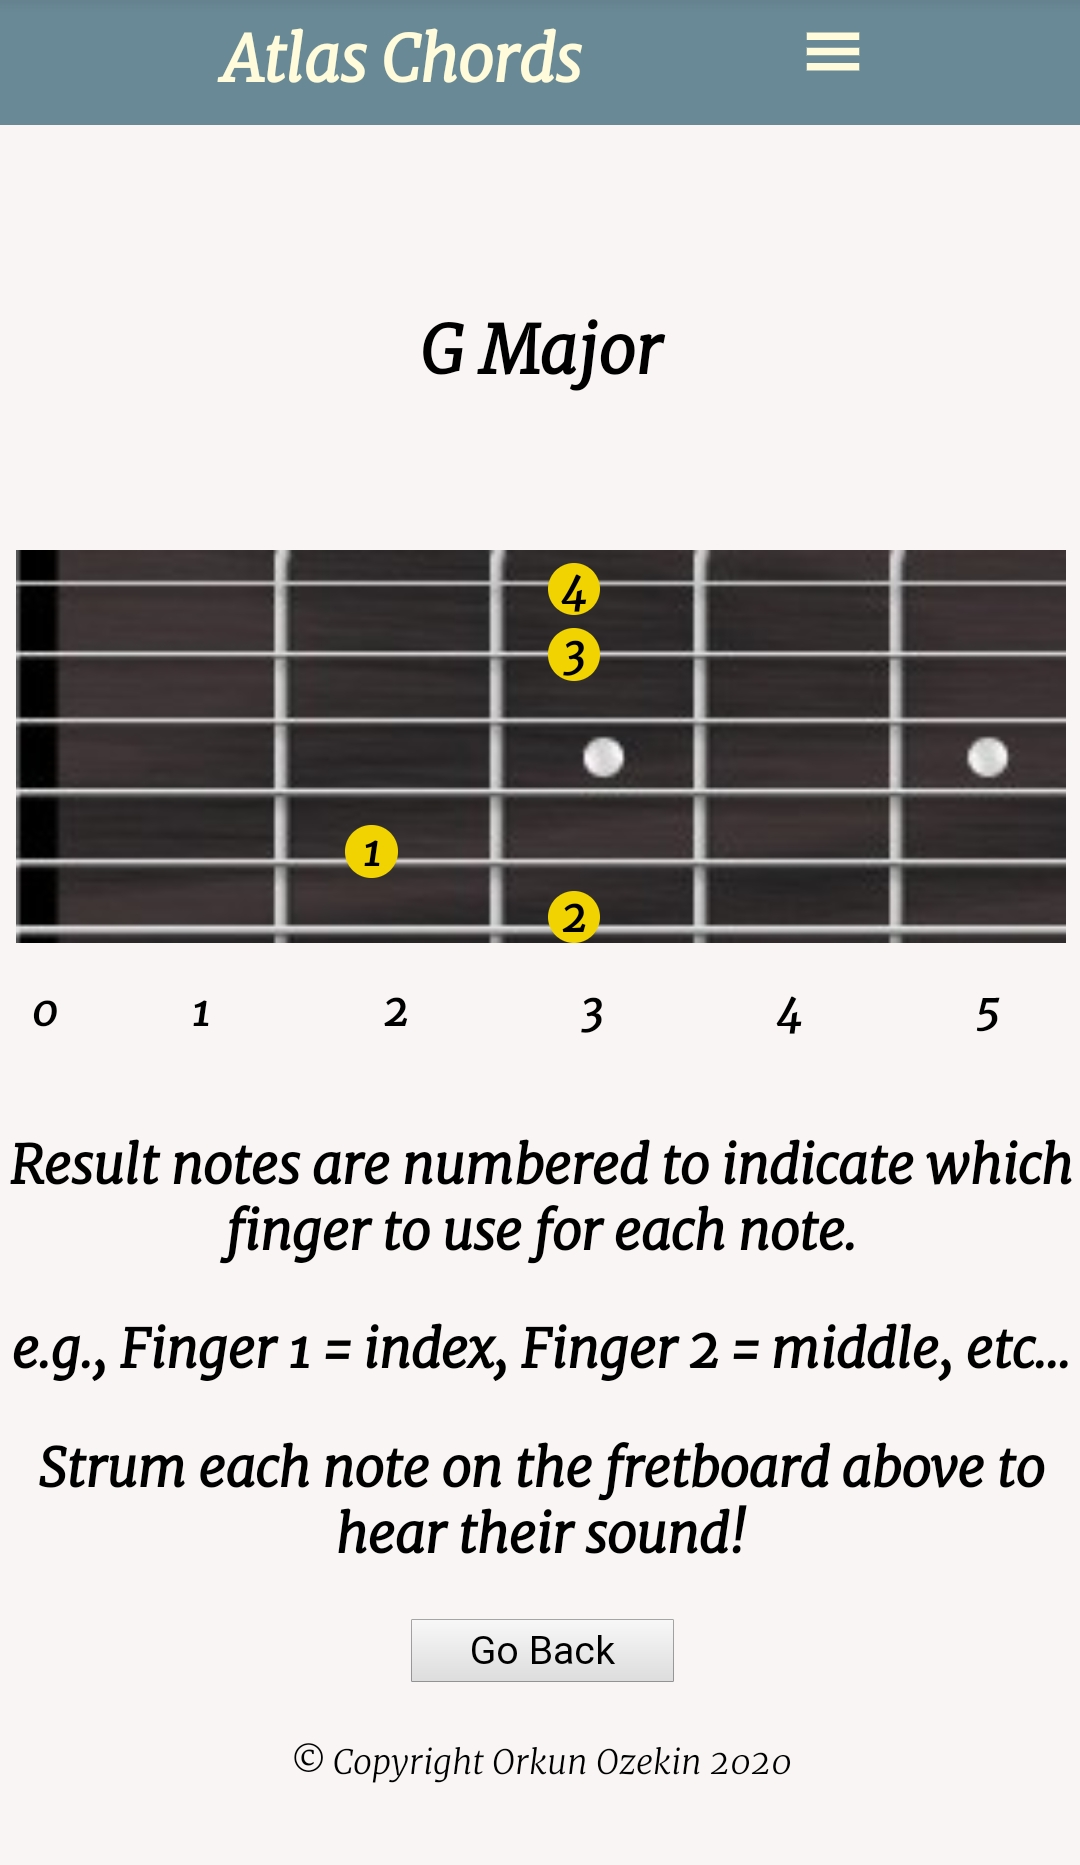 Atlas Chords
G Major
4
3
1
2
0 1 2 3 4 5
Result notes are numbered to indicate which
finger to use for each note.
e.g., Finger 1 = index, Finger 2 = middle, etc...
Strum each note on the fretboard above to
hear their sound!
Go Back
© Copyright Orkun Ozekin 2020